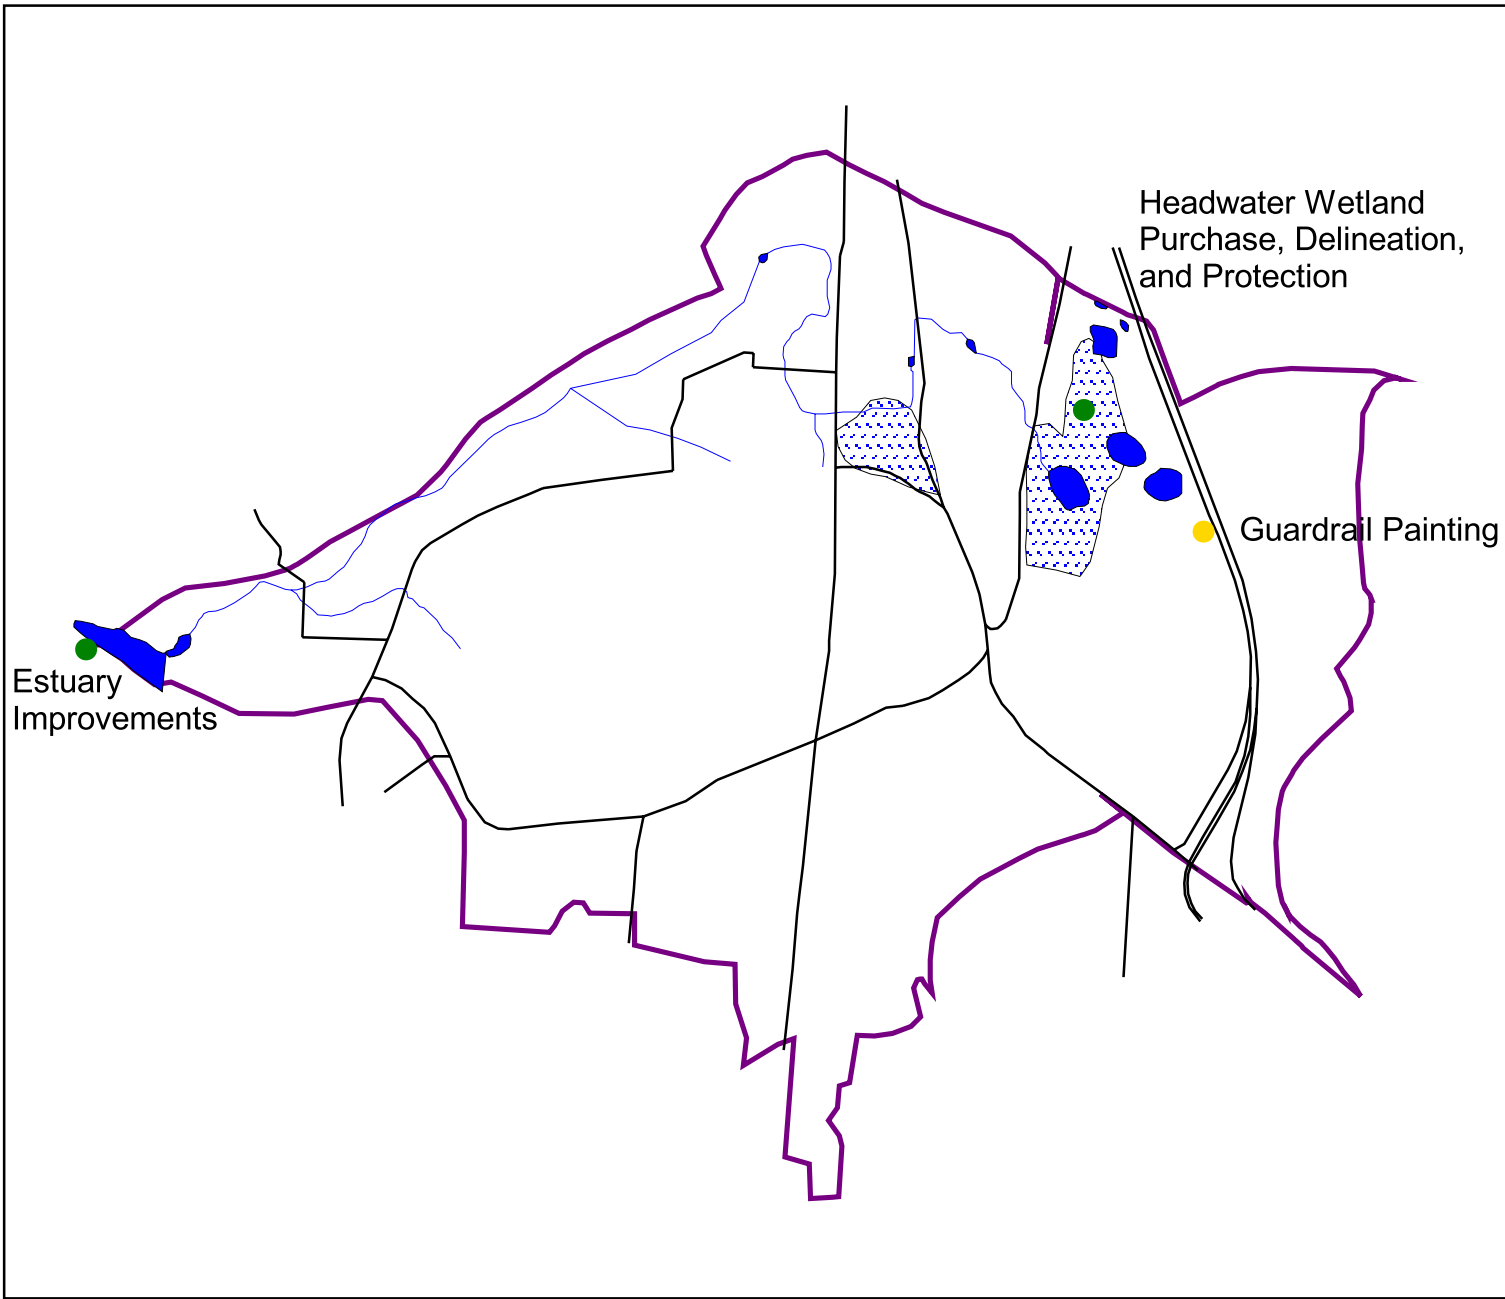 Headwater Wetland
Purchase, Delineation,
and Protection
Guardrail Painting
Estuary
Improvements